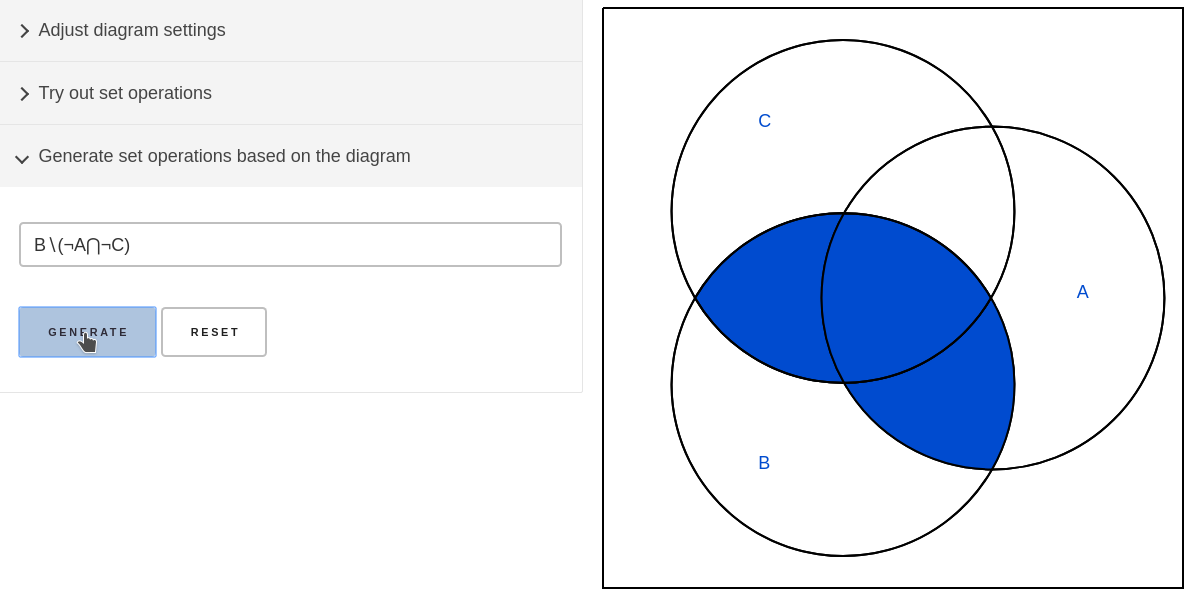 Adjust diagram settings
Try out set operations
Generate set operations based on the diagram
B∖(¬A⋂¬C)
GENERATE RESET
C
A
B